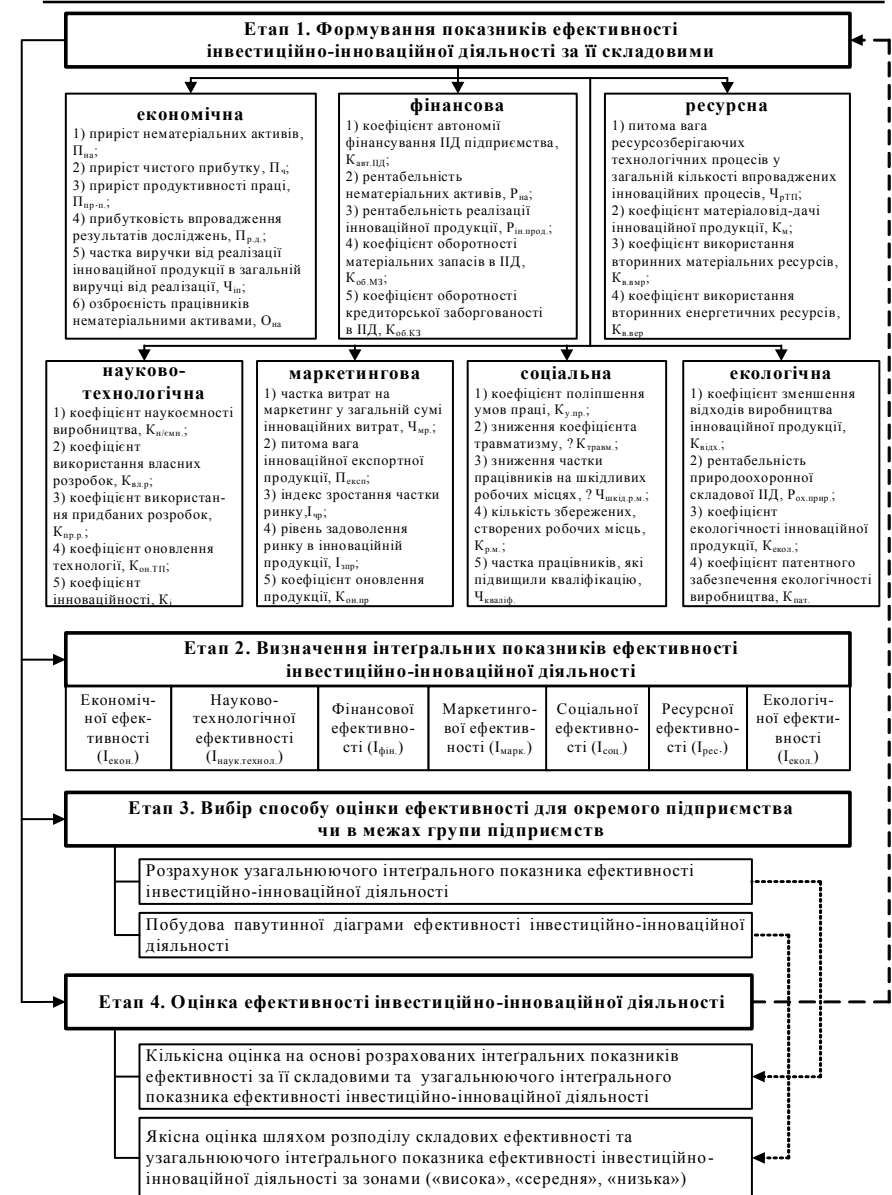 Етап 1. Формування показників ефективності
інвестиційно-інноваційної діяльності за її складовими
економічна
1) приріст нематеріальних активів,
Пна;
2) приріст чистого прибутку, Пч;
3) приріст продуктивності праці,
Ппр-п.;
4) прибутковість впровадження
результатів досліджень, Пр.д.;
5) частка виручки від реалізації
інноваційної продукції в загальній
виручці від реалізації, Чіп;
6) озброєність працівників
нематеріальними активами, Она
фінансова
1) коефіцієнт автономії
фінансування ІІД підприємства,
Кавт.ІІД;
2) рентабельність
нематеріальних активів, Рна;
3) рентабельність реалізації
інноваційної продукції, Рін.прод.;
4) коефіцієнт оборотності
матеріальних запасів в ІІД,
Коб.МЗ;
5) коефіцієнт оборотності
кредиторської заборгованості
в ІІД, Коб.КЗ
ресурсна
1) питома вага
ресурсозберігаючих
технологічних процесів у
загальній кількості впроваджених
інноваційних процесів, ЧрТП;
2) коефіцієнт матеріаловід-дачі
інноваційної продукції, Км;
3) коефіцієнт використання
вторинних матеріальних ресурсів,
Кв.вмр;
4) коефіцієнт використання
вторинних енергетичних ресурсів,
Кв.вер
науково-
технологічна
1) коефіцієнт наукоємності
виробництва, Кн/ємн.;
2) коефіцієнт
використання власних
розробок, Квл.р;
3) коефіцієнт використан-
ня придбаних розробок,
Кпр.р.;
4) коефіцієнт оновлення
технології, Кон.ТП;
5) коефіцієнт
інноваційності, Кі
маркетингова
1) частка витрат на
маркетинг у загальній сумі
інноваційних витрат, Чмр.;
2) питома вага
інноваційної експортної
продукції, Пексп;
3) індекс зростання частки
ринку,Ічр;
4) рівень задоволення
ринку в інноваційній
продукції, Ізпр;
5) коефіцієнт оновлення
продукції, Кон.пр
соціальна
1) коефіцієнт поліпшення
умов праці, Ку.пр.;
2) зниження коефіцієнта
травматизму, ? Ктравм.;
3) зниження частки
працівників на шкідливих
робочих місцях, ? Чшкід.р.м.;
4) кількість збережених,
створених робочих місць,
Кр.м.;
5) частка працівників, які
підвищили кваліфікацію,
Чкваліф.
екологічна
1) коефіцієнт зменшення
відходів виробництва
інноваційної продукції,
Квідх.;
2) рентабельність
природоохоронної
складової ІІД, Рох.прир.;
3) коефіцієнт
екологічності інноваційної
продукції, Кекол.;
4) коефіцієнт патентного
забезпечення екологічності
виробництва, Кпат.
Етап 2. Визначення інтеґральних показників ефективності
інвестиційно-інноваційної діяльності
Економіч-
ної ефек-
тивності
(Іекон.)
Науково-
технологічної
ефективності
(Інаук.технол.)
Фінансової
ефективно-
сті (Іфін.)
Маркетинго-
вої ефектив-
ності (Імарк.)
Соціальної
ефективно-
сті (Ісоц.)
Ресурсної
ефективно-
сті (Ірес.)
Екологіч-
ної ефекти-
вності
(Іекол.)
Етап 3. Вибір способу оцінки ефективності для окремого підприємства
чи в межах групи підприємств
Розрахунок узагальнюючого інтеґрального показника ефективності
інвестиційно-інноваційної діяльності
Побудова павутинної діаграми ефективності інвестиційно-інноваційної
діяльності
Етап 4. Оцінка ефективності інвестиційно-інноваційної діяльності
Кількісна оцінка на основі розрахованих інтеґральних показників
ефективності за її складовими та узагальнюючого інтеґрального
показника ефективності інвестиційно-інноваційної діяльності
Якісна оцінка шляхом розподілу складових ефективності та
узагальнюючого інтеґрального показника ефективності інвестиційно-
інноваційної діяльності за зонами («висока», «середня», «низька»)